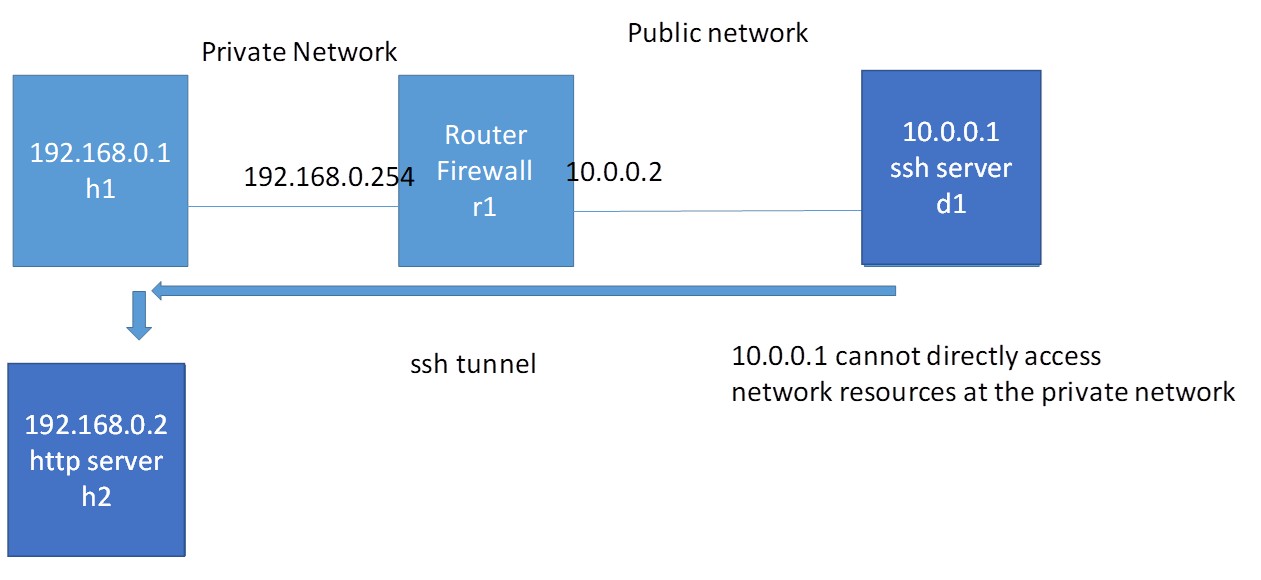 Private Network
Public network
192.168.0.1
h1
192.168.0.254
Router
Firewall
r1
10.0.0.2
10.0.0.1
ssh server
d1
ssh tunnel
10.0.0.1 cannot directly access
network resources at the private network
192.168.0.2
http server
h2